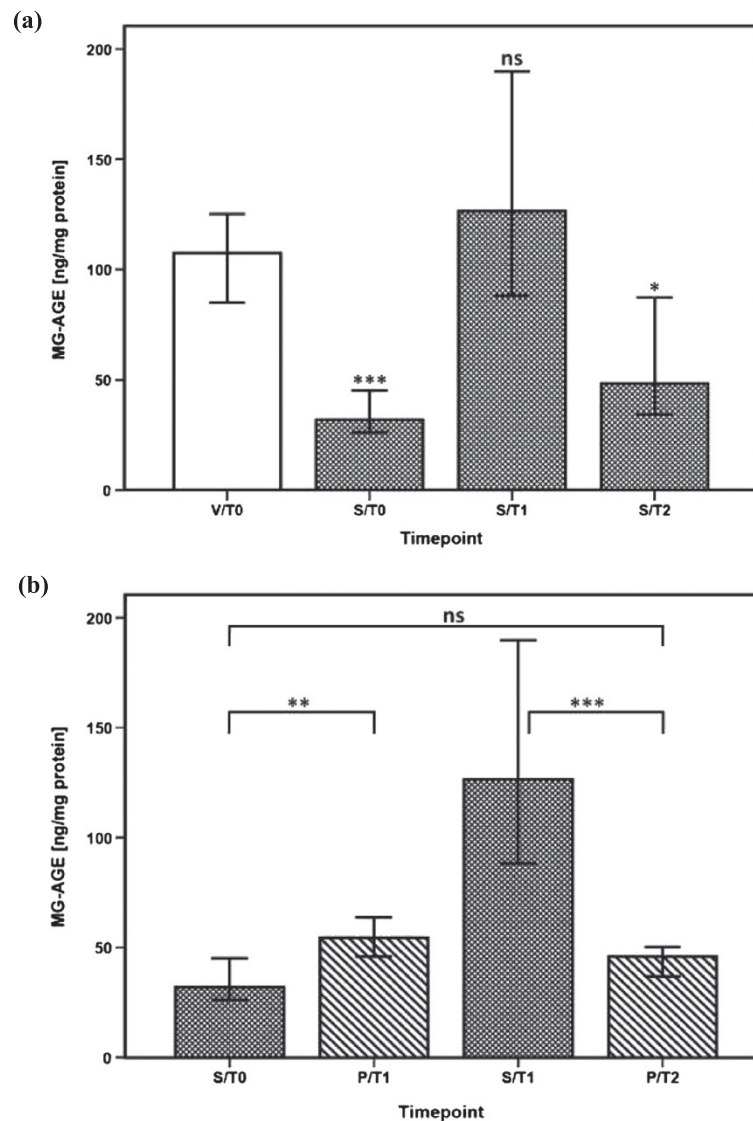 (a)
200
150
100
50
0
MG-AGE [ng/mg protein]
ns
***
*
V/T0 S/T0 S/T1 S/T2
Timepoint
(b)
200
150
100
50
0
MG-AGE [ng/mg protein]
ns
** ***
S/T0 P/T1 S/T1 P/T2
Timepoint